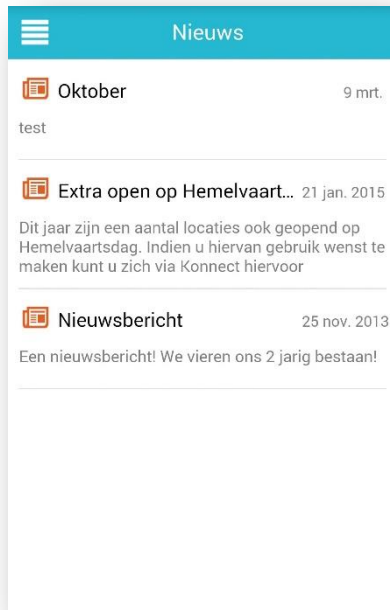 Nieuws
Oktober 9 mrt.
test
Extra open op Hemelvaart... 21 jan. 2015
Dit jaar zijn een aantal locaties ook geopend op
Hemelvaartsdag. Indien u hiervan gebruik wenst te
maken kunt u zich via Konnect hiervoor
Nieuwsbericht 25 nov. 2013
Een nieuwsbericht! We vieren ons 2 jarig bestaan!